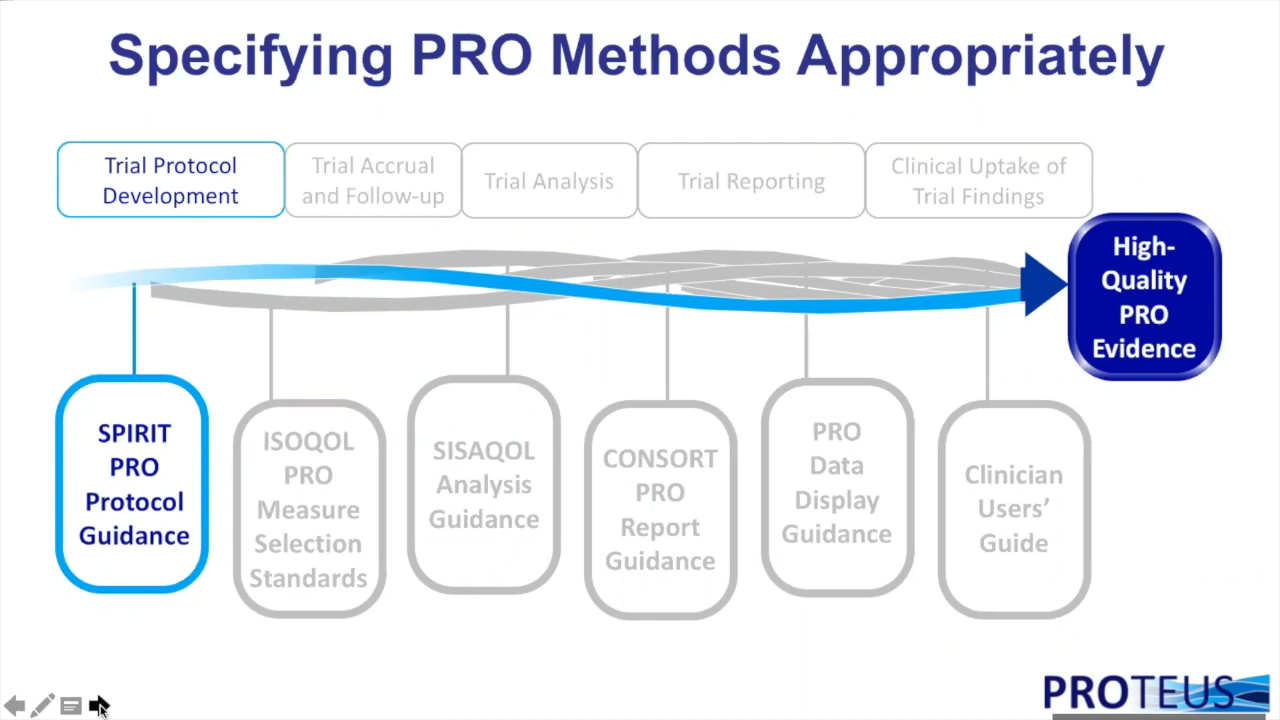 Specifying PRO Methods Appropriately
Trial Protocol
Development
Trial Accrual
and Follow-up
Trial Analysis
Trial Reporting
Clinical Uptake of
Trial Findings
High-
Quality
PRO
Evidence
SPIRIT
PRO
Protocol
Guidance
ISOQOL
PRO
Measure
Selection
Standards
SISAQOL
Analysis
Guidance
CONSORT
PRO
Report
Guidance
PRO
Data
Display
Guidance
Clinician
Users’
Guide
PROTEUS